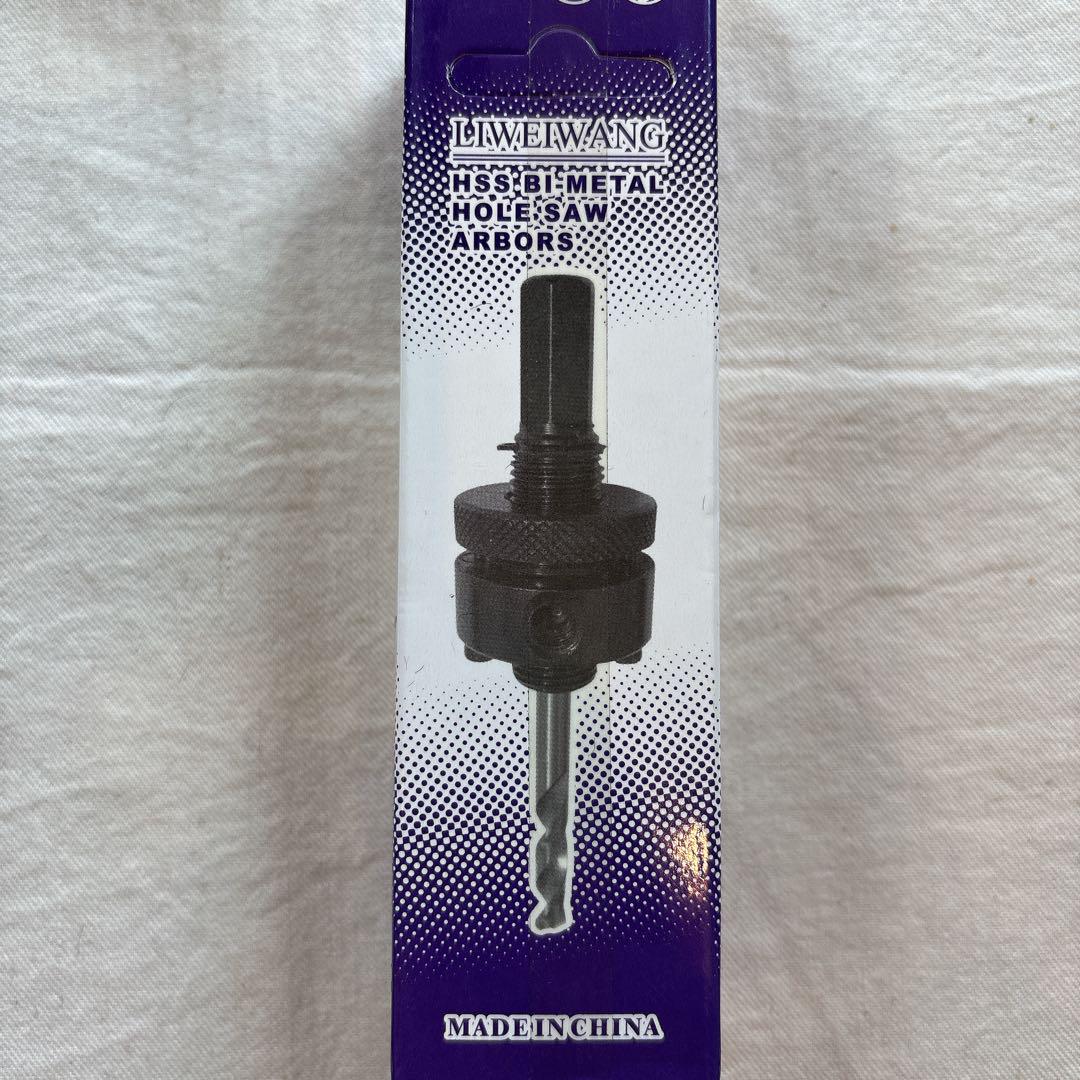 LIWEIWANG
HSS BI-METAL
HOLE SAW
ARBORS
MADE IN CHINA